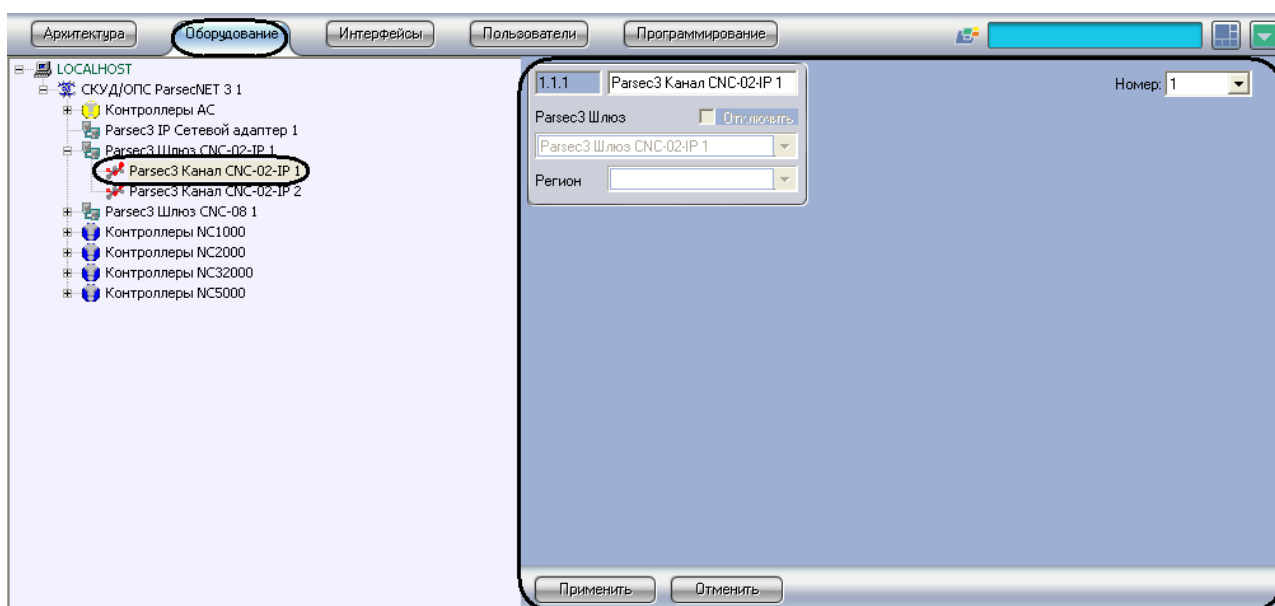 Архитектура Оборудование Интерфейсы Пользователи Программирование
LOCALHOST
СКУД/ОПС ParsecNET 3 1
Контроллеры AC
Parsec3 IP Сетевой адаптер 1
Parsec3 Шлюз CNC-02-IP 1
Parsec3 Канал CNC-02-IP 1
Parsec3 Канал CNC-02-IP 2
Parsec3 Шлюз CNC-08 1
Контроллеры NC1000
Контроллеры NC2000
Контроллеры NC32000
Контроллеры NC5000
1.1.1 Parsec3 Канал CNC-02-IP 1 Номер: 1
Parsec3 Шлюз Отключить
Parsec3 Шлюз CNC-02-IP 1
Регион
Применить Отменить